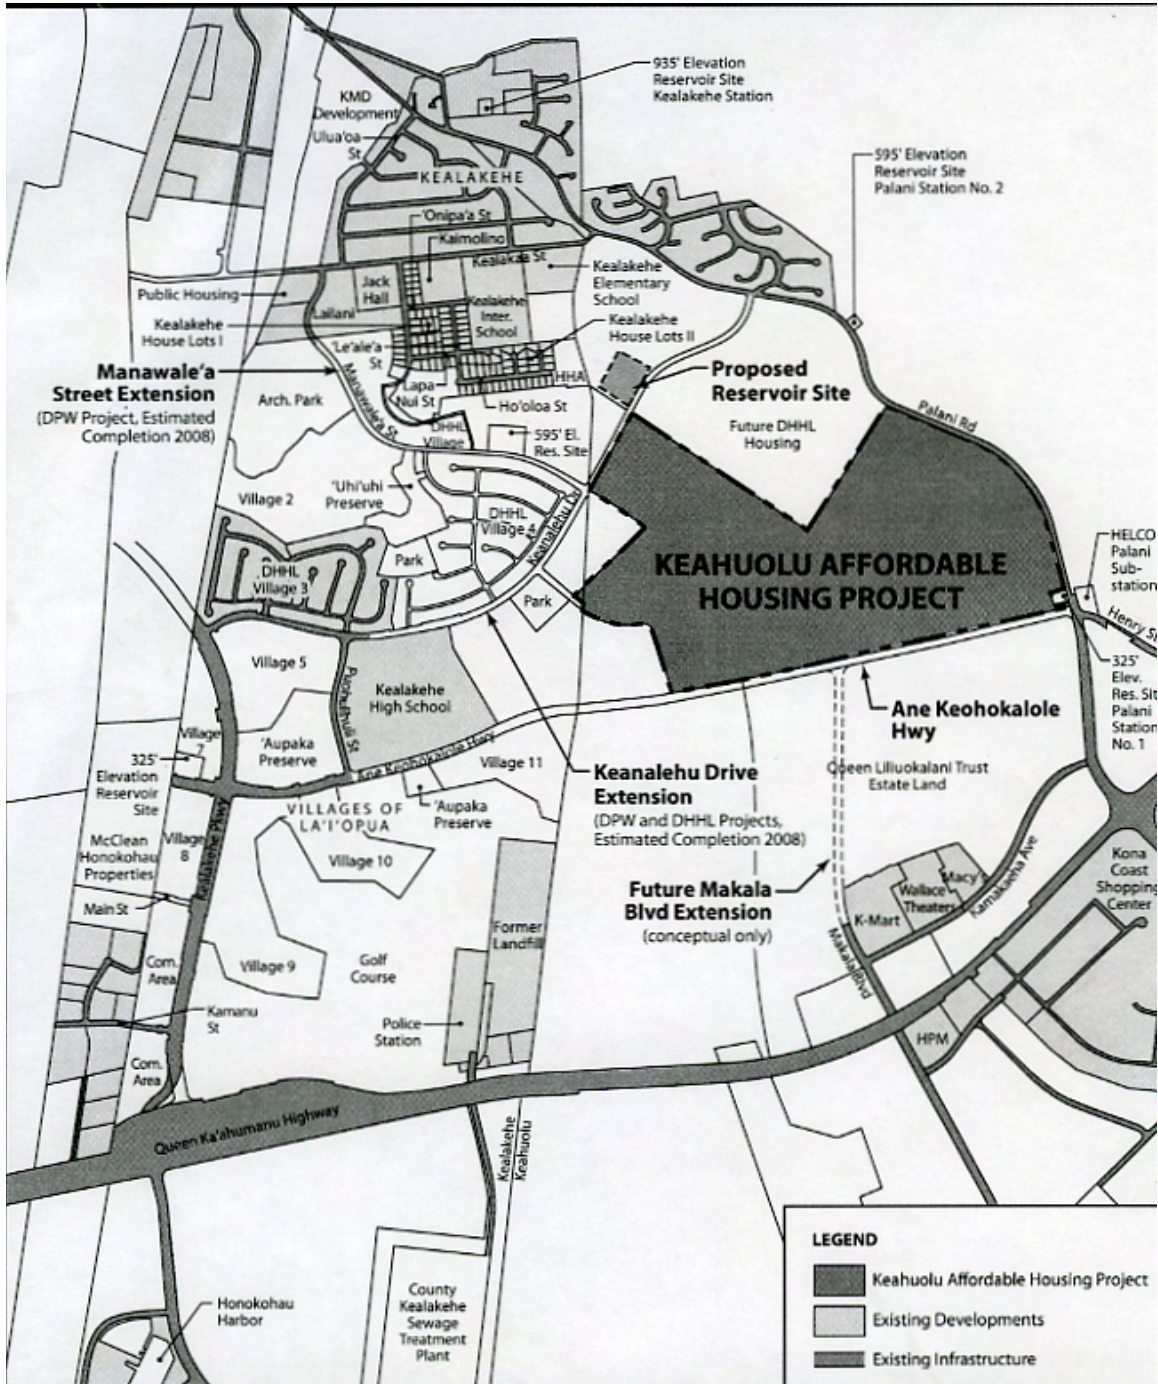 935' Elevation
Reservoir Site
Kealakehe Station
KMD
Development
Ulua'oa
St
KEALAKEHE
595' Elevation
Reservoir Site
Palani Station No. 2
'Onipa'a St
Kaimolino
Kealakaa St
Kealakehe
Elementary
School
Public Housing
Jack
Hall
Lailani
Kealakehe
Inter.
School
Kealakehe
House Lots I
Kealakehe
House Lots II
'Le'ale'a
St
Manawale'a
Street Extension
(DPW Project, Estimated
Completion 2008)
Manawale'a St
Arch. Park
Lapa
Nui St
HHA
Ho'oloa St
Proposed
Reservoir Site
Future DHHL
Housing
Palani Rd
DHHL
Village
595' El.
Res. Site
Village 2
'Uhi'uhi
Preserve
DHHL
Village 4
Keanalehu Dr
DHHL
Village 3
Park
Park
KEAHUOLU AFFORDABLE
HOUSING PROJECT
HELCO
Palani
Sub-
station
Henry St
325'
Elev.
Res. Site
Palani
Station
No. 1
Village 5
Kealakehe
High School
Ane Keohokalole
Hwy
Village
7
325'
Elevation
Reservoir
Site
'Aupaka
Preserve
Ane Keohokalole Hwy
Village 11
'Aupaka
Preserve
Keanalehu Drive
Extension
(DPW and DHHL Projects,
Estimated Completion 2008)
Queen Liliuokalani Trust
Estate Land
VILLAGES OF
LA'I'OPUA
McClean
Honokohau
Properties
Village
8
Kealakehe Pkwy
Village 10
Main St
Future Makala
Blvd Extension
(conceptual only)
Macy's
Wallace
Theaters
K-Mart
Kamakaeha Ave
Kona
Coast
Shopping
Center
Former
Landfill
Makala Blvd
Com.
Area
Village 9
Golf
Course
Kamanu
St
Police
Station
HPM
Com.
Area
Queen Ka'ahumanu Highway
Kealakehe
Keahuolu
Honokohau
Harbor
County
Kealakehe
Sewage
Treatment
Plant
LEGEND
Keahuolu Affordable Housing Project
Existing Developments
Existing Infrastructure